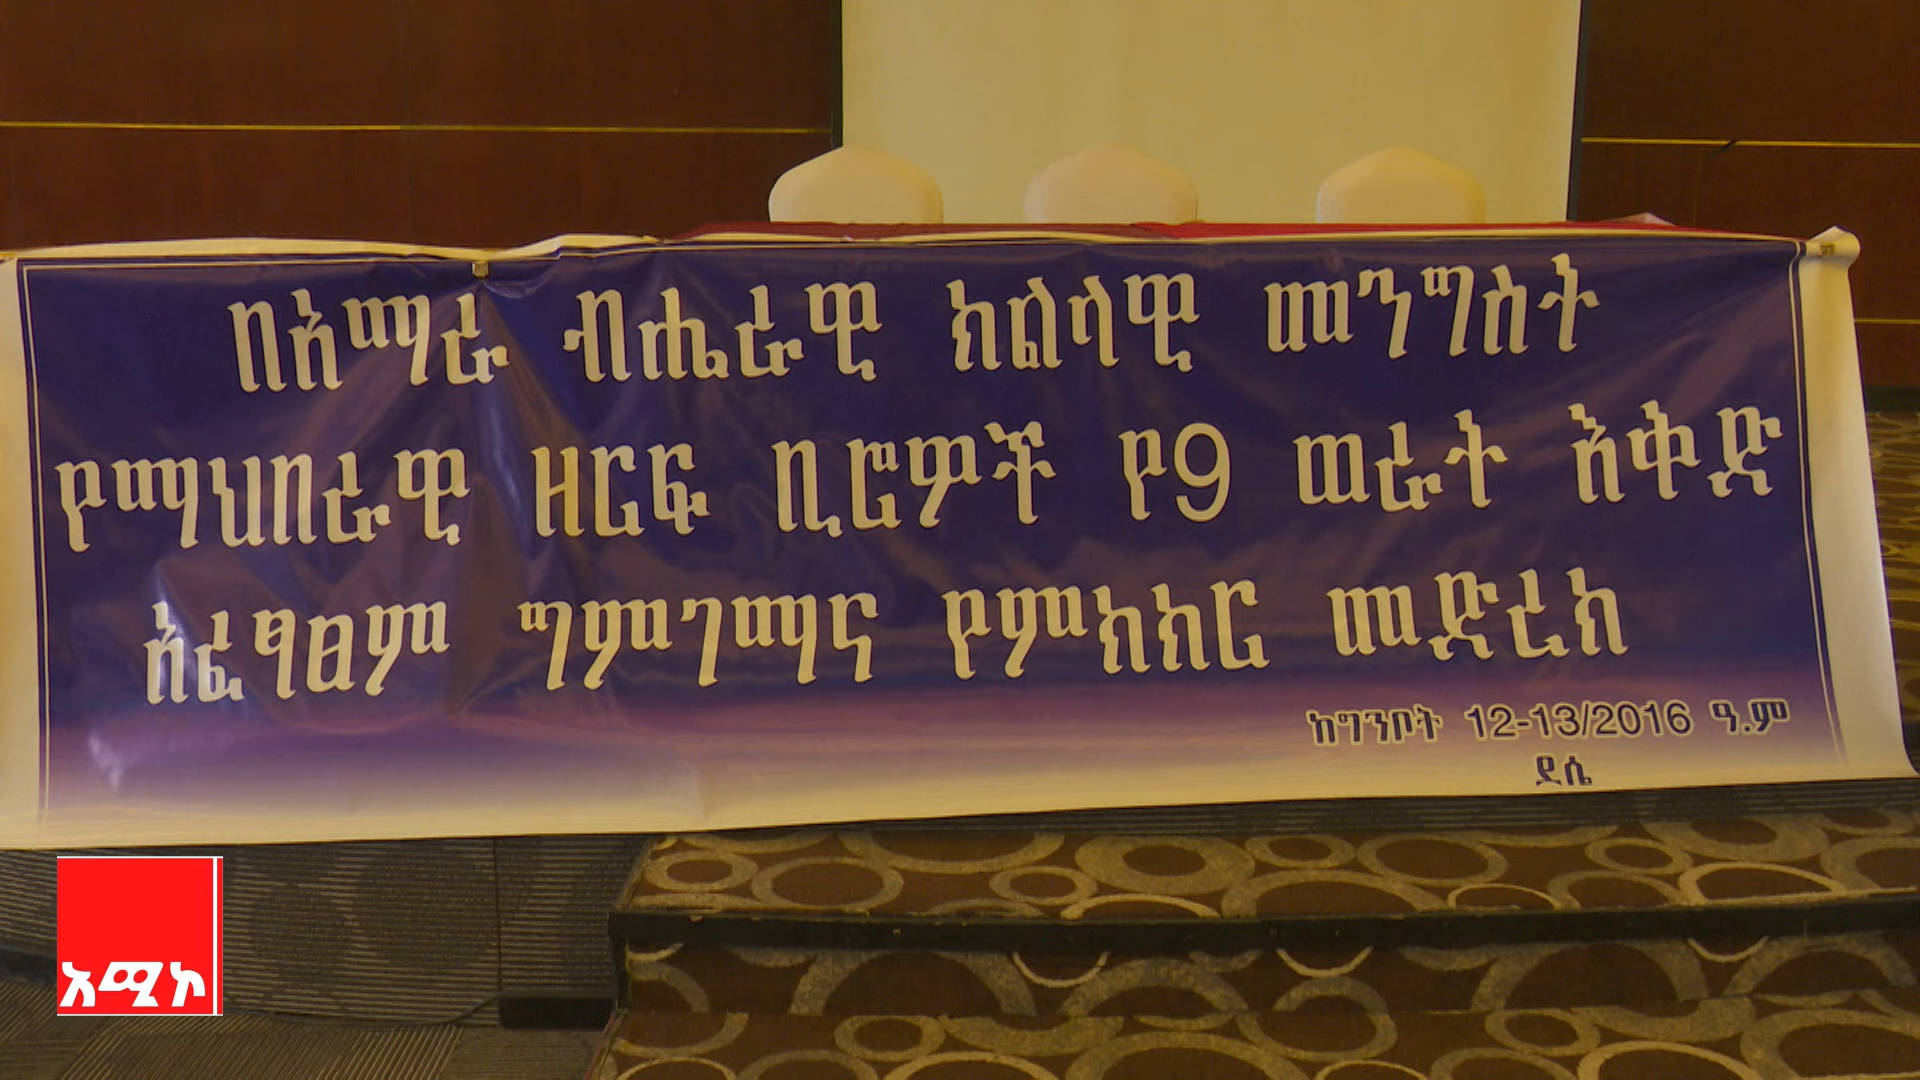 በአማራ ብሔራዊ ክልላዊ መንግስት
የማህበራዊ ዘርፍ ቢሮዎች የ9 ወራት እቅድ
አፈፃፀም ግምገማና የምክክር መድረክ
ከግንቦት 12-13/2016 ዓ.ም
ደሴ
አሚኮ